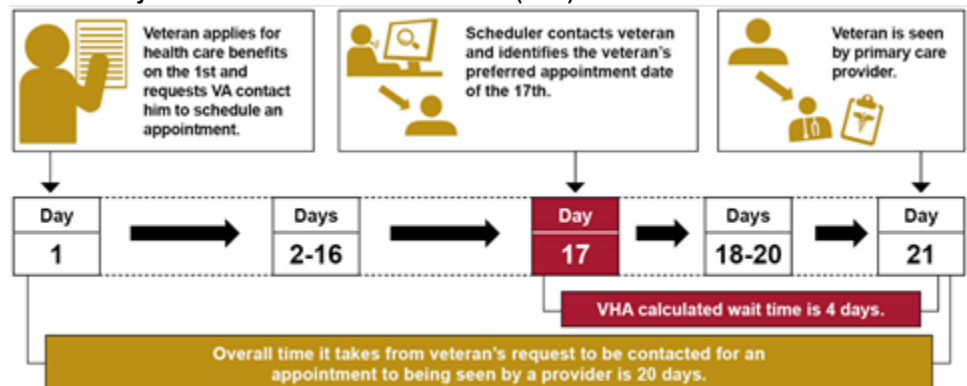 Veteran applies for
health care benefits
on the 1st and
requests VA contact
him to schedule an
appointment.
Scheduler contacts veteran
and identifies the veteran's
preferred appointment date
of the 17th.
Veteran is seen
by primary care
provider.
Day
1
Days
2-16
Day
17
Days
18-20
Day
21
VHA calculated wait time is 4 days.
Overall time it takes from veteran's request to be contacted for an
appointment to being seen by a provider is 20 days.